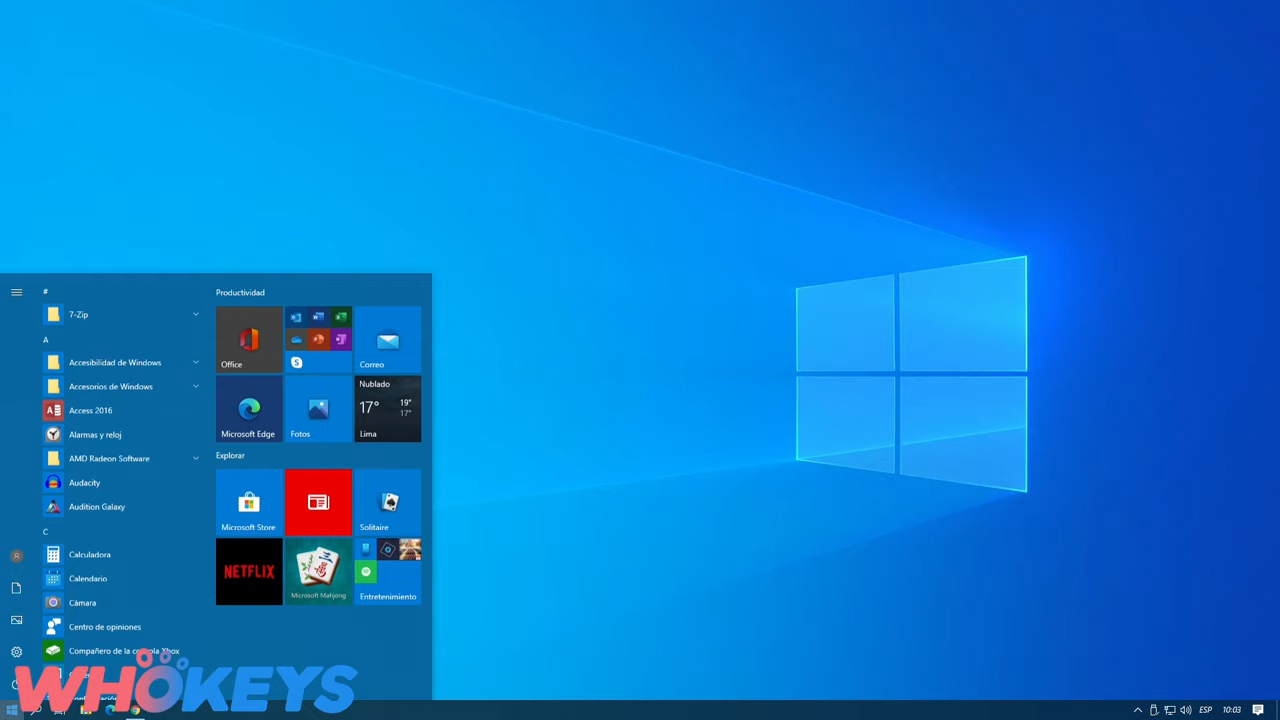 #
7-Zip
A
Accesibilidad de Windows
Accesorios de Windows
Access 2016
Alarmas y reloj
AMD Radeon Software
Audacity
Audition Galaxy
C
Calculadora
Calendario
Cámara
Centro de opiniones
Compañero de la consola Xbox
Productividad
Office
Correo
Microsoft Edge
Fotos
Nublado
17° 19°
17°
Lima
Explorar
Microsoft Store
Solitaire
NETFLIX
Microsoft Mahjong
Entretenimiento
WHOKEYS
ESP 10:03